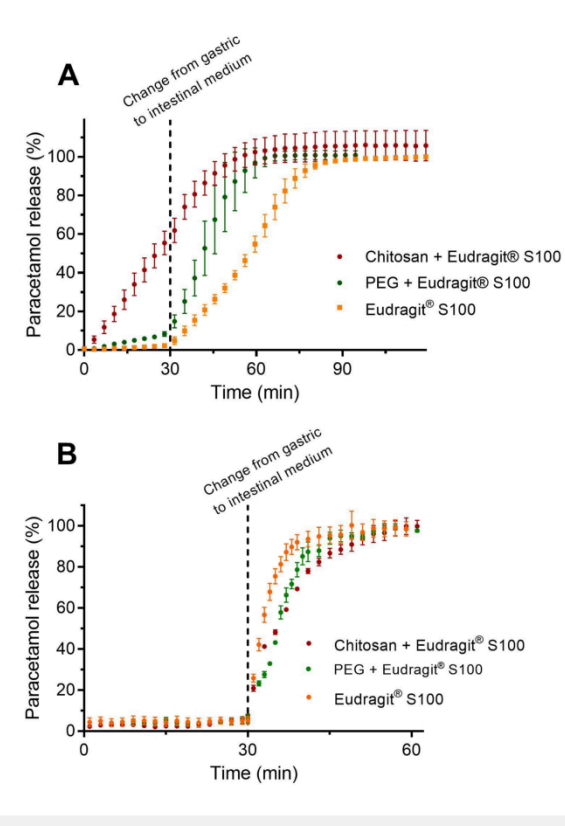 A
Change from gastric
to intestinal medium
Paracetamol release (%)
100
80
60
40
20
0
Chitosan + Eudragit® S100
PEG + Eudragit® S100
Eudragit® S100
0 30 60 90
Time (min)
B
Change from gastric
to intestinal medium
Paracetamol release (%)
100
80
60
40
20
0
Chitosan + Eudragit® S100
PEG + Eudragit® S100
Eudragit® S100
0 30 60
Time (min)